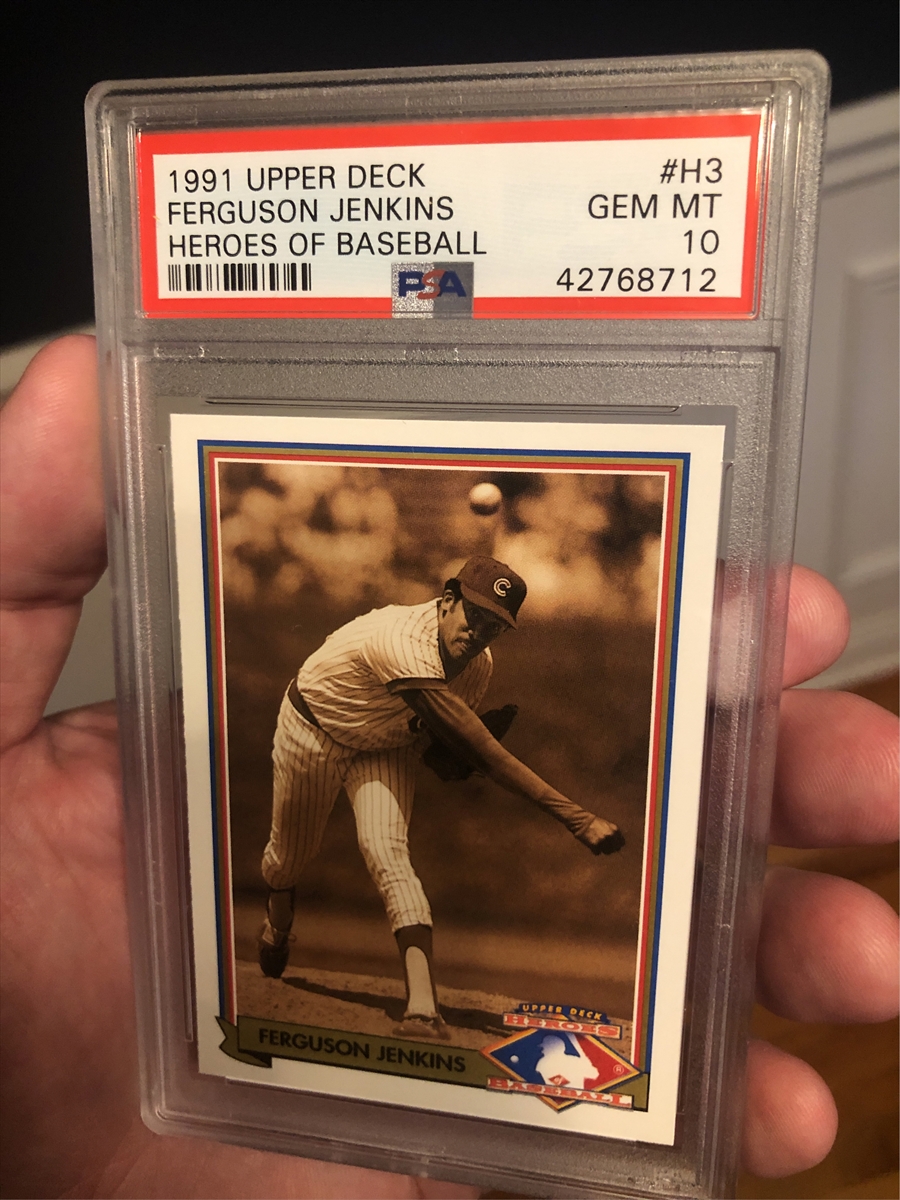 1991 UPPER DECK
FERGUSON JENKINS
HEROES OF BASEBALL
#H3
GEM MT
10
42768712
PSA
C
UPPER DECK
HEROES
BASEBALL
®
FERGUSON JENKINS